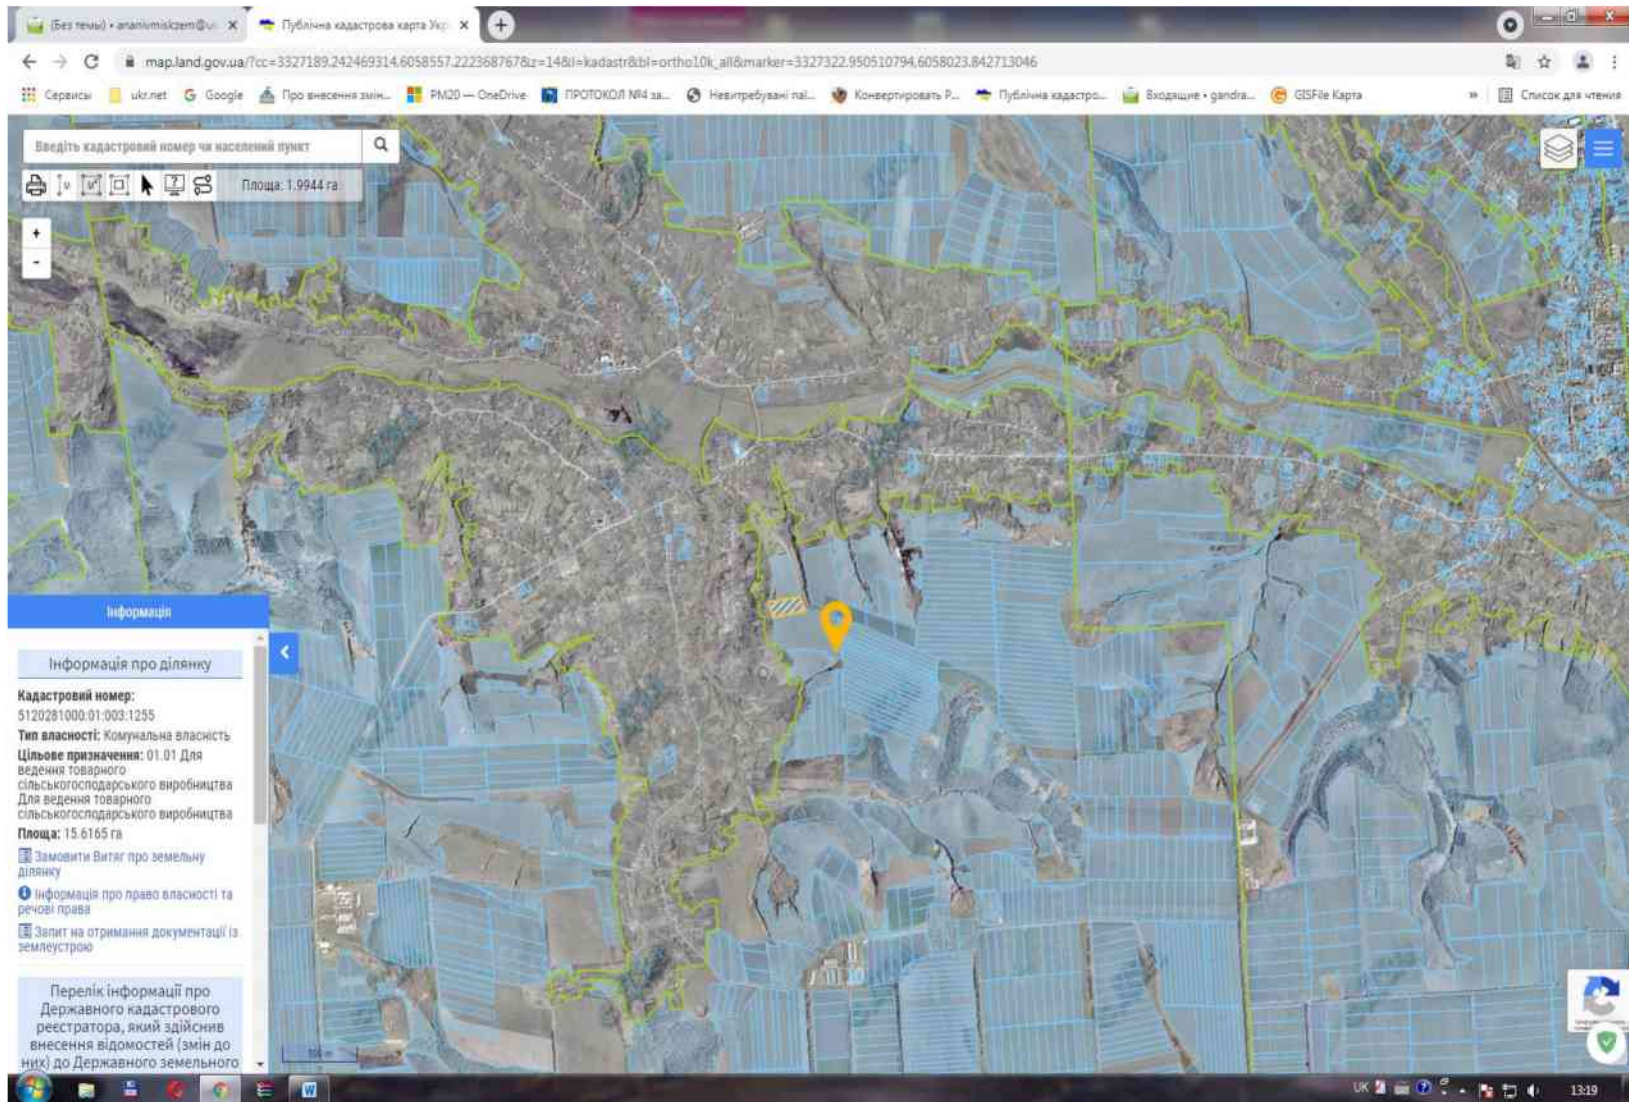 (Без темы) • ananivmiskzem@u
Публічна кадастрова карта Укр
map.land.gov.ua/?cc=3327189.242469314,6058557.222368767&z=14&l=kadastr&bl=ortho10k_all&marker=3327322.950510794,6058023.842713046
Сервисы ukr.net Google Про внесення змін... PM20 — OneDrive ПРОТОКОЛ №4 за... Невитребувані паї... Конвертировать P... Публічна кадастро... Входящие • gandra... GISFile Карта » Список для чтения
Введіть кадастровий номер чи населений пункт
Площа: 1.9944 га
+
-
Інформація
Інформація про ділянку
Кадастровий номер:
5120281000:01:003:1255
Тип власності: Комунальна власність
Цільове призначення: 01.01 Для
ведення товарного
сільськогосподарського виробництва
Для ведення товарного
сільськогосподарського виробництва
Площа: 15.6165 га
Замовити Витяг про земельну
ділянку
Інформація про право власності та
речові права
Запит на отримання документації із
землеустрою
Перелік інформації про
Державного кадастрового
реєстратора, який здійснив
внесення відомостей (змін до
них) до Державного земельного
500 m
UK 13:19